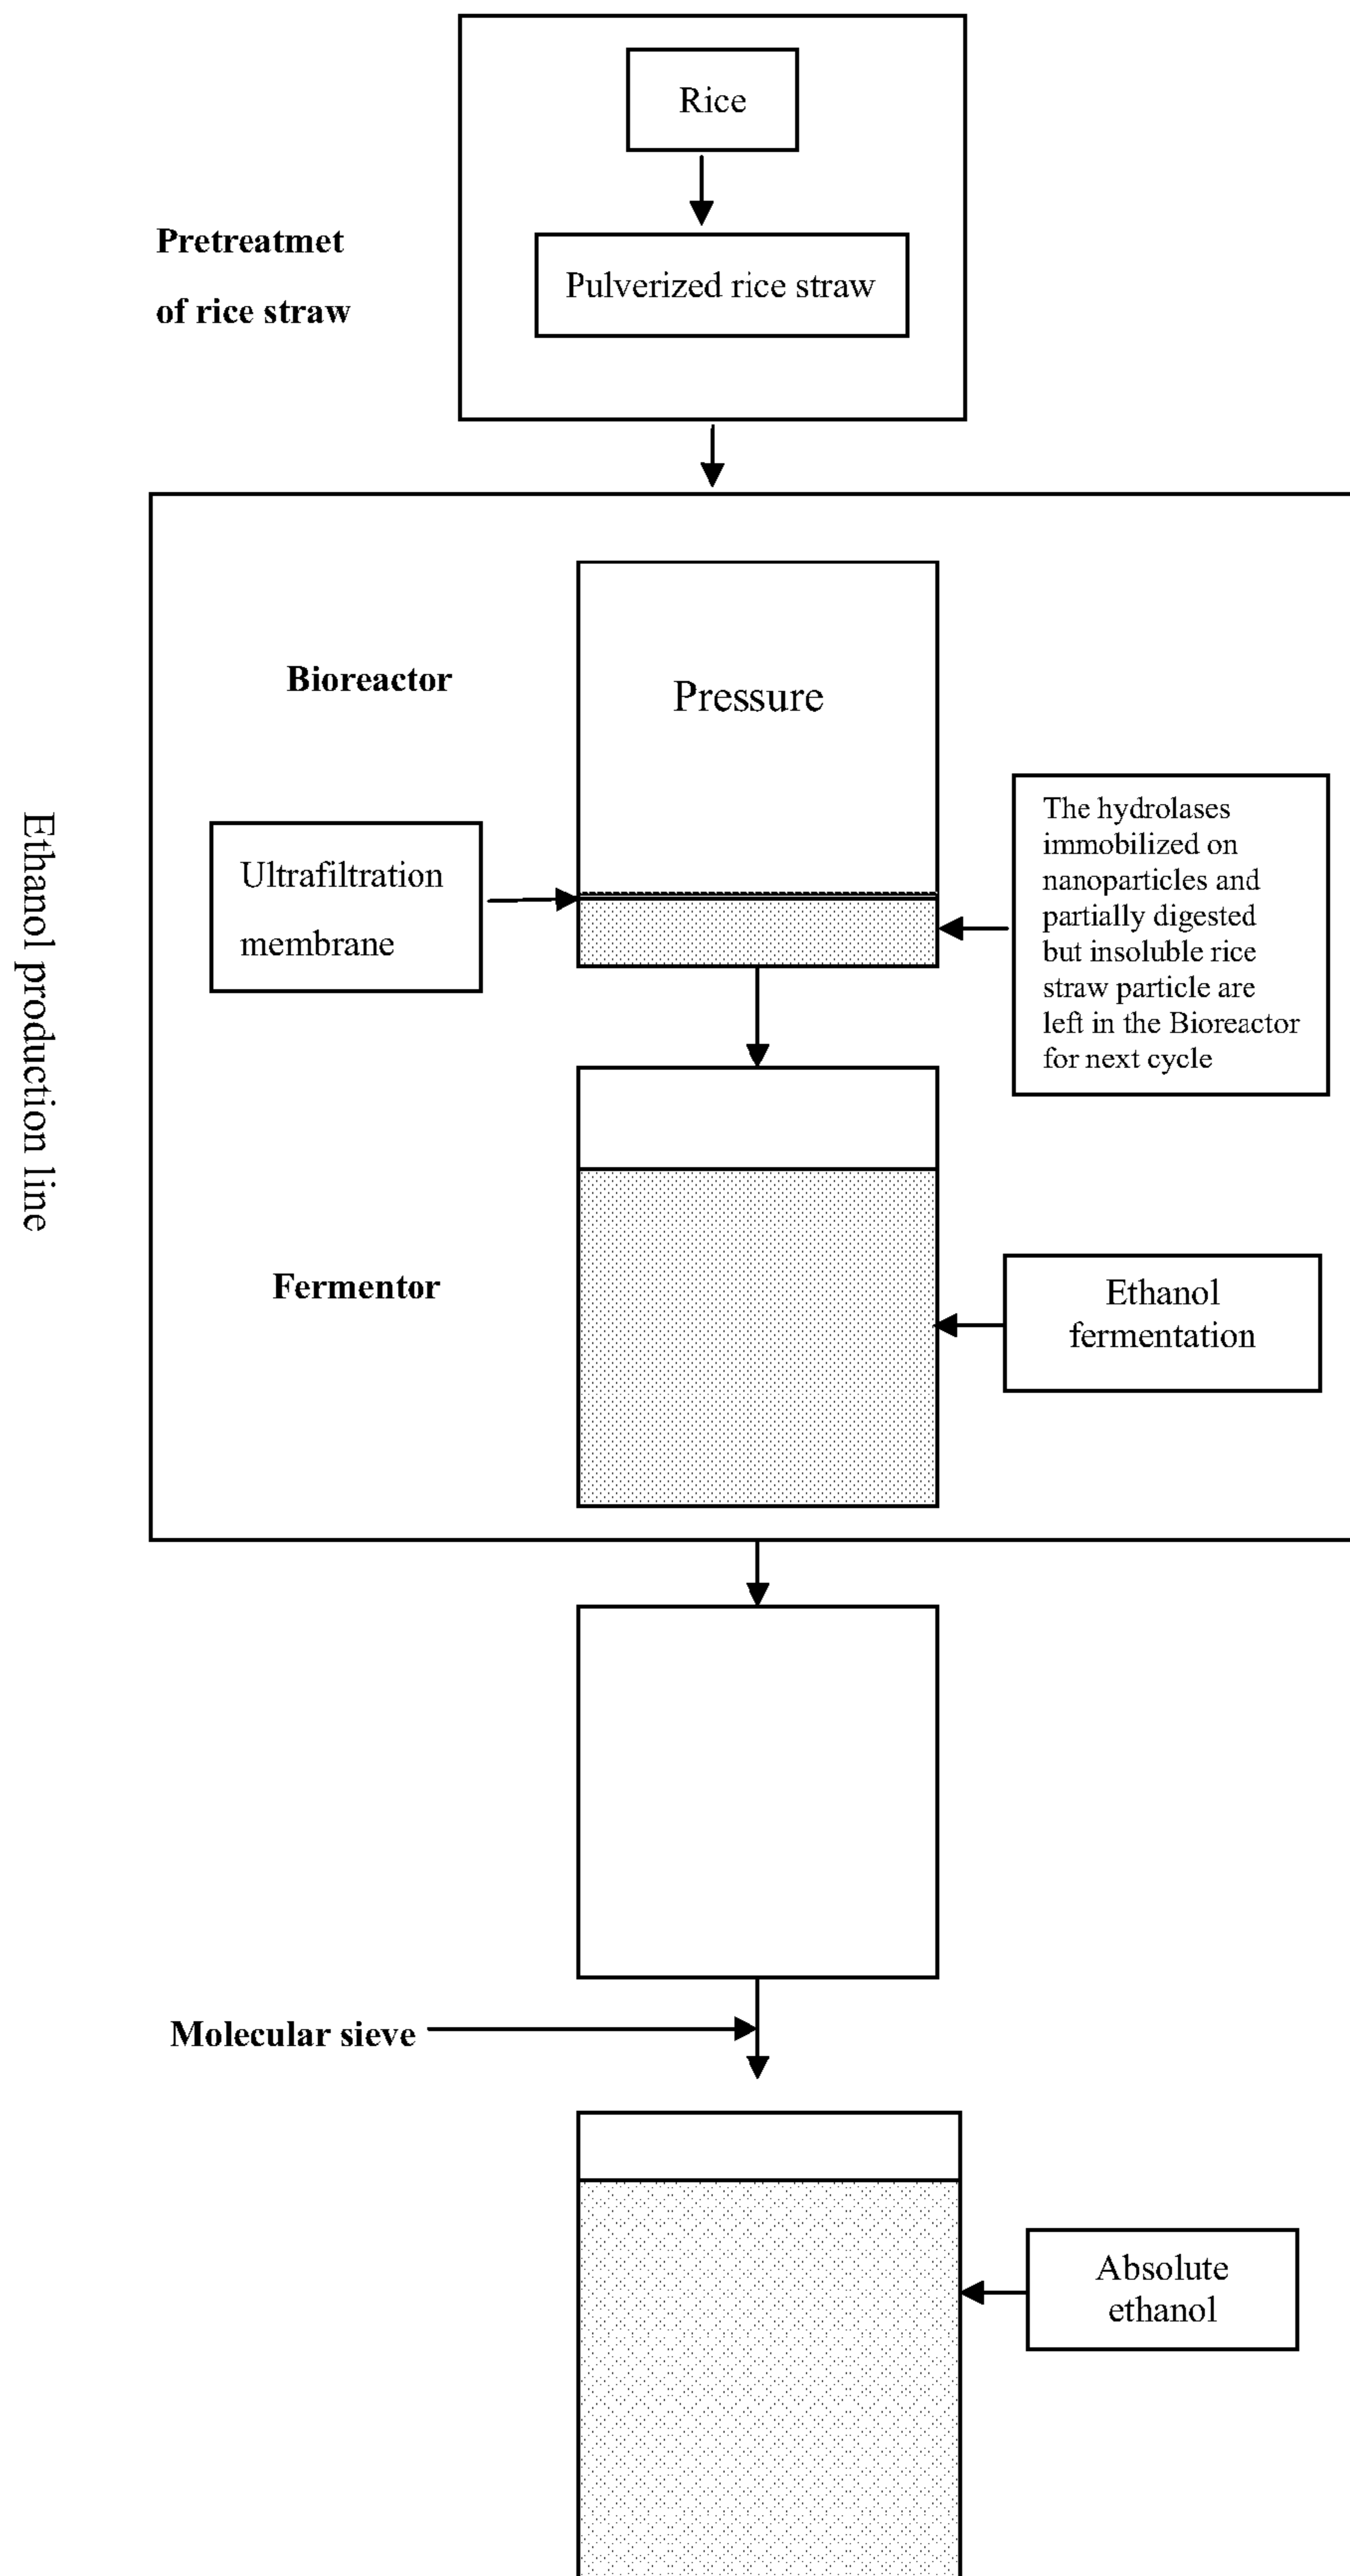 Rice
Pulverized rice straw
Pretreatmet
of rice straw
Bioreactor
Pressure
Ultrafiltration
membrane
The hydrolases
immobilized on
nanoparticles and
partially digested
but insoluble rice
straw particle are
left in the Bioreactor
for next cycle
Ethanol production line
Fermentor
Ethanol
fermentation
Molecular sieve
Absolute
ethanol